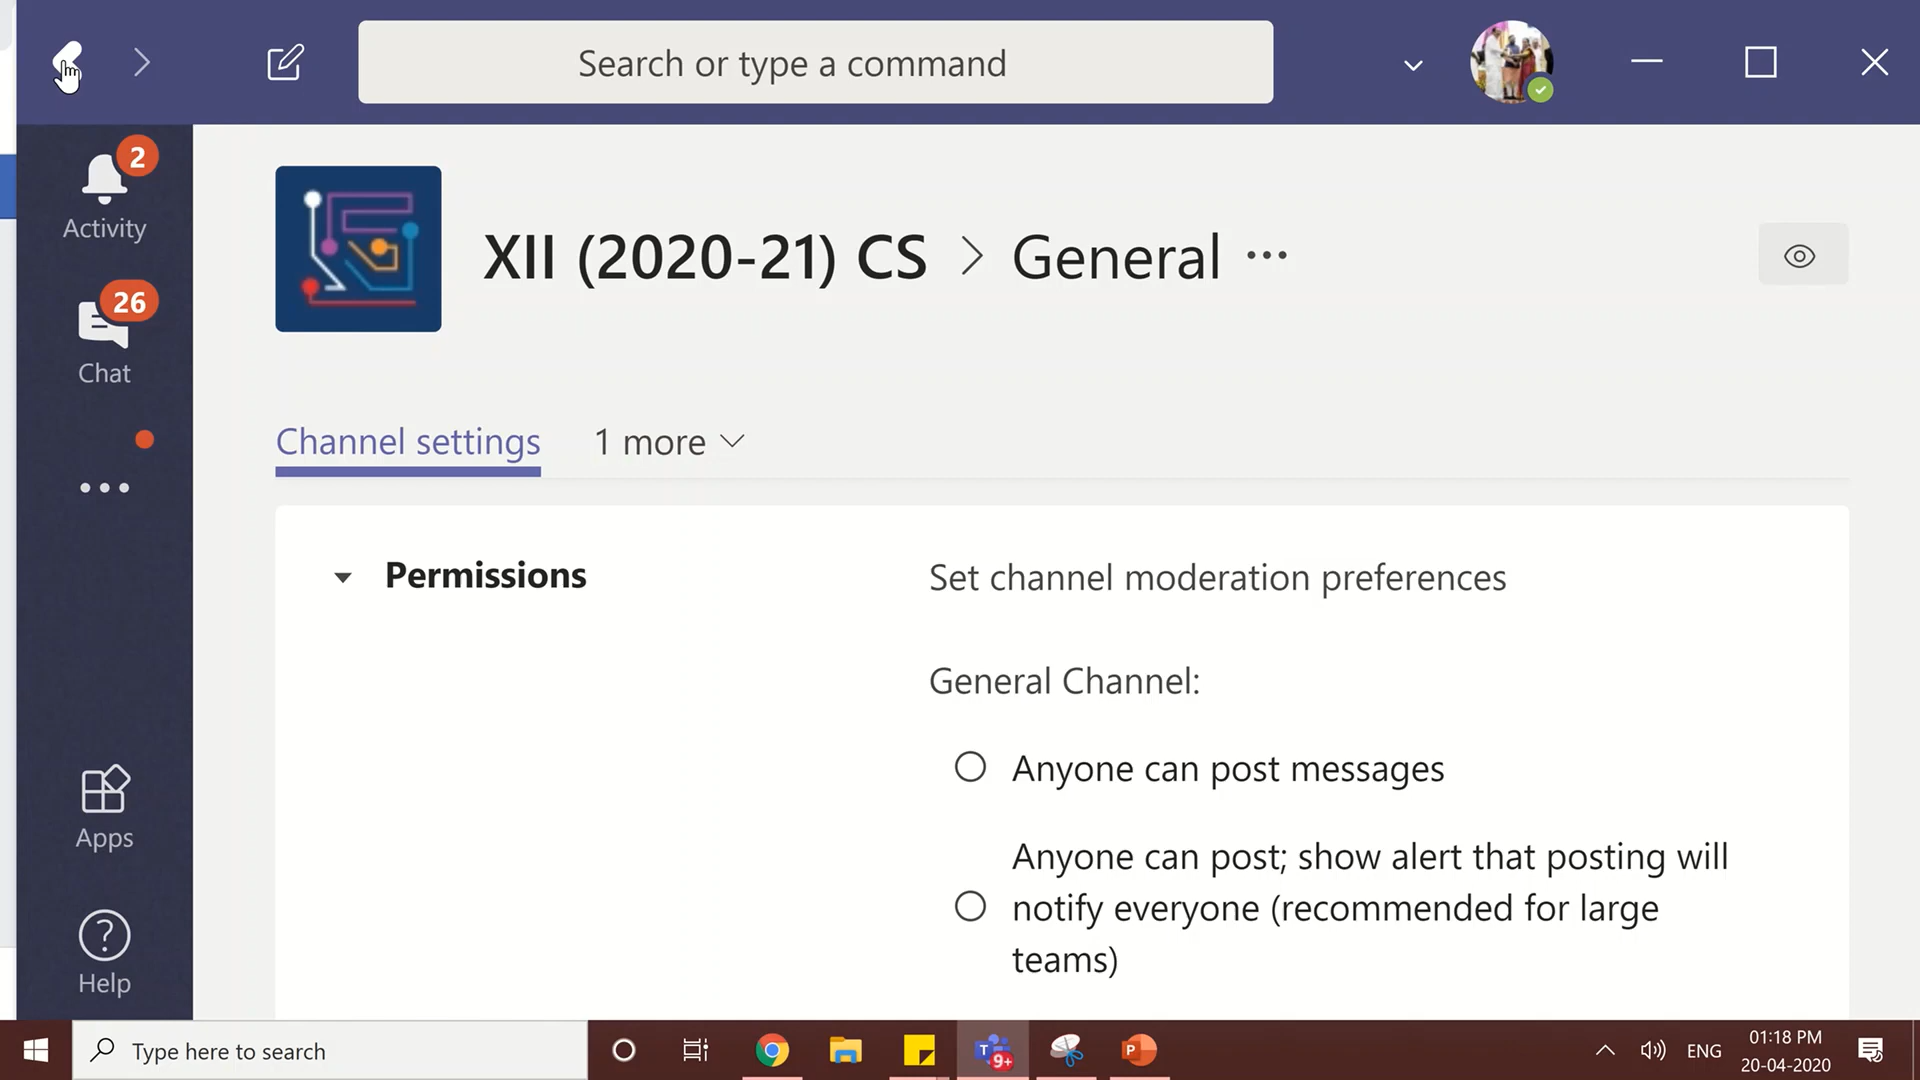 Search or type a command
2
Activity
26
Chat
Apps
Help
XII (2020-21) CS > General ...
Channel settings
1 more
Permissions
Set channel moderation preferences
General Channel:
Anyone can post messages
Anyone can post; show alert that posting will
notify everyone (recommended for large
teams)
Type here to search
T
9+
P
ENG
01:18 PM
20-04-2020